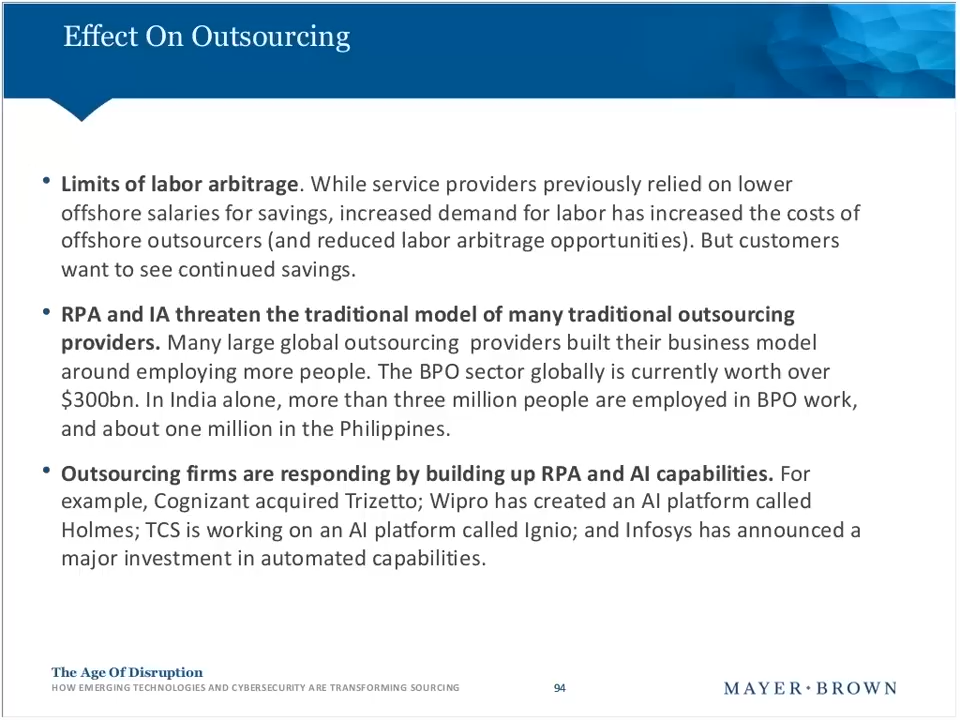 Effect On Outsourcing
• Limits of labor arbitrage. While service providers previously relied on lower
offshore salaries for savings, increased demand for labor has increased the costs of
offshore outsourcers (and reduced labor arbitrage opportunities). But customers
want to see continued savings.
• RPA and IA threaten the traditional model of many traditional outsourcing
providers. Many large global outsourcing  providers built their business model
around employing more people. The BPO sector globally is currently worth over
$300bn. In India alone, more than three million people are employed in BPO work,
and about one million in the Philippines.
• Outsourcing firms are responding by building up RPA and AI capabilities. For
example, Cognizant acquired Trizetto; Wipro has created an AI platform called
Holmes; TCS is working on an AI platform called Ignio; and Infosys has announced a
major investment in automated capabilities.
The Age Of Disruption
HOW EMERGING TECHNOLOGIES AND CYBERSECURITY ARE TRANSFORMING SOURCING
94
MAYER•BROWN